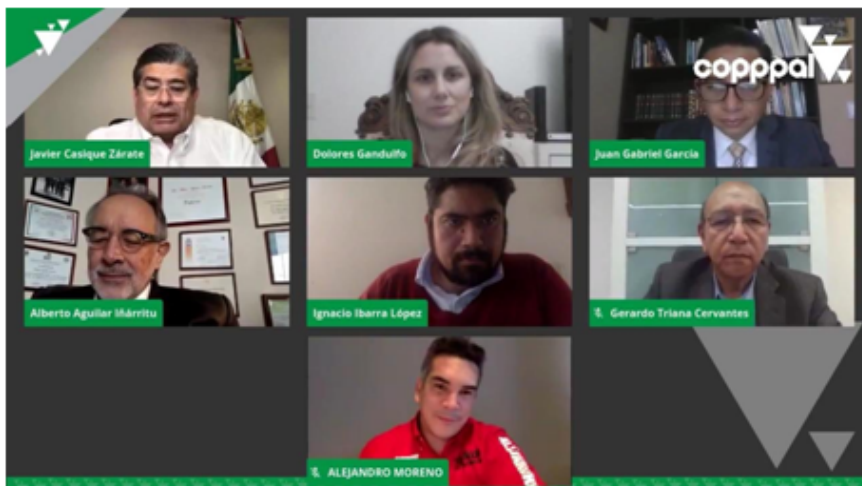 copppal
Javier Casique Zárate
Dolores Gandulfo
Juan Gabriel García
Alberto Aguilar Iñárritu
Ignacio Ibarra López
Gerardo Triana Cervantes
ALEJANDRO MORENO